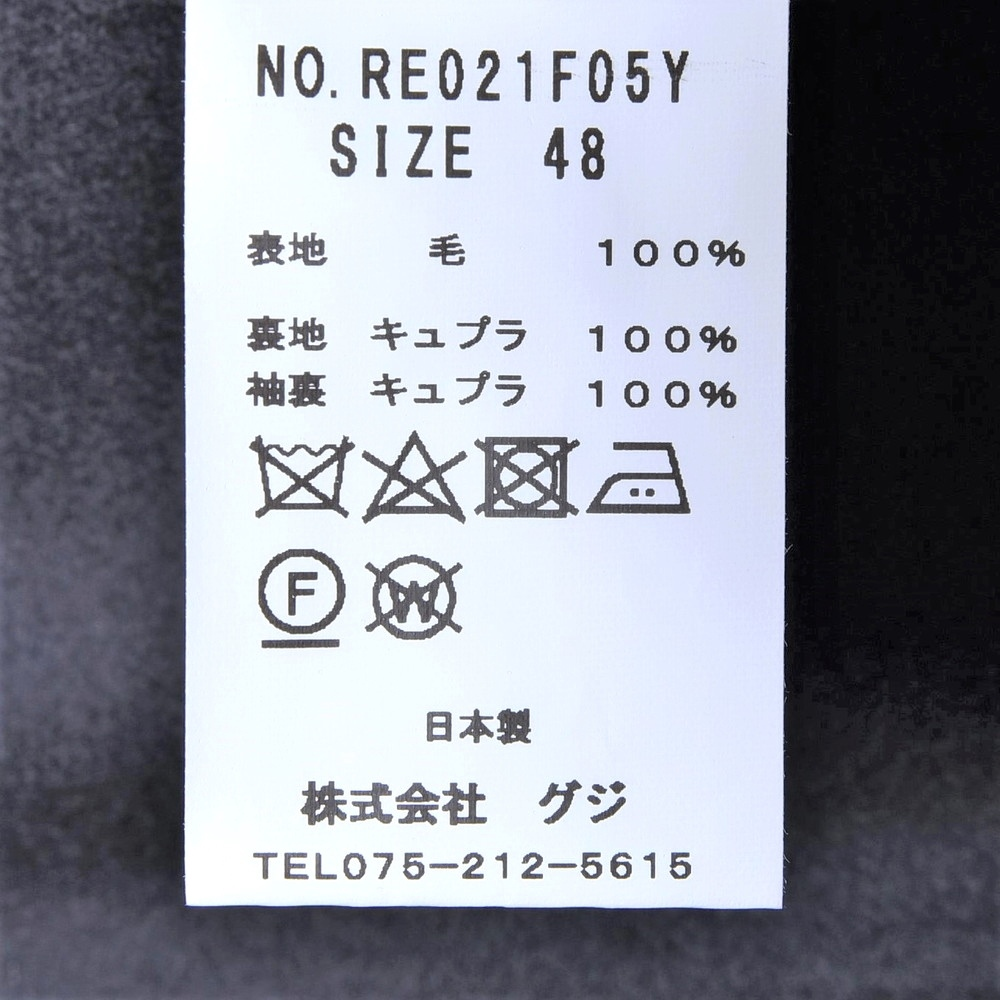 NO.RE021F05Y
SIZE 48
表地 毛 100%
裏地 キュプラ 100%
袖裏 キュプラ 100%
F W
日本製
株式会社 グジ
TEL075-212-5615